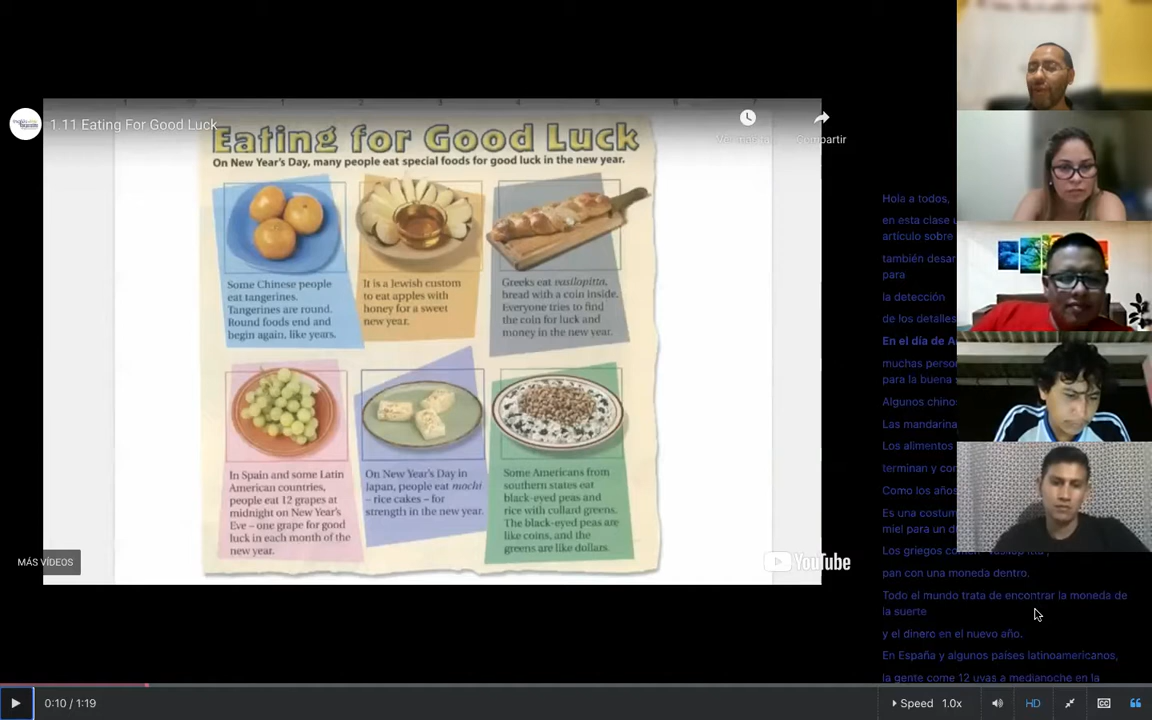 1.11 Eating For Good Luck
Ver más tarde
Compartir
Eating for Good Luck
On New Year's Day, many people eat special foods for good luck in the new year.
Some Chinese people
eat tangerines.
Tangerines are round.
Round foods end and
begin again, like years.
It is a Jewish custom
to eat apples with
honey for a sweet
new year.
Greeks eat vasilopitta,
bread with a coin inside.
Everyone tries to find
the coin for luck and
money in the new year.
In Spain and some Latin
American countries,
people eat 12 grapes at
midnight on New Year's
Eve – one grape for good
luck in each month of the
new year.
On New Year's Day in
Japan, people eat mochi
– rice cakes – for
strength in the new year.
Some Americans from
southern states eat
black-eyed peas and
rice with collard greens.
The black-eyed peas are
like coins, and the
greens are like dollars.
MÁS VÍDEOS
YouTube
Hola a todos,
en esta clase
artículo sobre
también
para
la detección
de los detalles
En el día de
muchas
para la buena
Algunos
Las
Los alimentos
terminan y
Como los años
Es una
miel para un
Los griegos comen
pan con una moneda dentro.
Todo el mundo trata de encontrar la moneda de
la suerte
y el dinero en el nuevo año.
En España y algunos países latinoamericanos,
la gente come 12 uvas a medianoche en la
0:10 / 1:19
Speed 1.0x
HD
CC